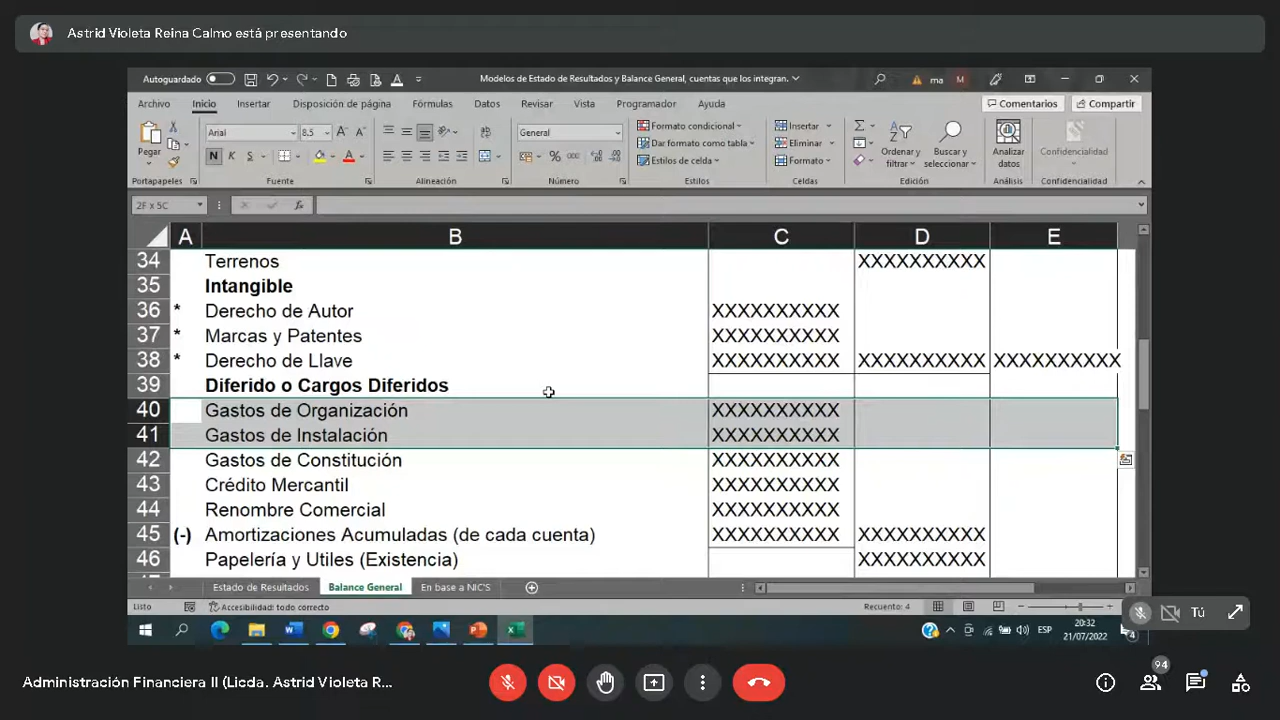 Astrid Violeta Reina Calmo está presentando
Autoguardado
Modelos de Estado de Resultados y Balance General, cuentas que los integran.
ma M
Archivo Inicio Insertar Disposición de página Fórmulas Datos Revisar Vista Programador Ayuda Comentarios Compartir
Pegar
Arial 8.5
N K S
General
Formato condicional
Dar formato como tabla
Estilos de celda
Insertar
Eliminar
Formato
Ordenar y filtrar
Buscar y seleccionar
Analizar datos
Confidencialidad
Portapapeles Fuente Alineación Número Estilos Celdas Edición Análisis Confidencialidad
2F x 5C fx
A B C D E
34 Terrenos XXXXXXXXXX
35 Intangible
36 * Derecho de Autor XXXXXXXXXX
37 * Marcas y Patentes XXXXXXXXXX
38 * Derecho de Llave XXXXXXXXXX XXXXXXXXXX XXXXXXXXXX
39 Diferido o Cargos Diferidos
40 Gastos de Organización XXXXXXXXXX
41 Gastos de Instalación XXXXXXXXXX
42 Gastos de Constitución XXXXXXXXXX
43 Crédito Mercantil XXXXXXXXXX
44 Renombre Comercial XXXXXXXXXX
45 (-) Amortizaciones Acumuladas (de cada cuenta) XXXXXXXXXX XXXXXXXXXX
46 Papelería y Utiles (Existencia) XXXXXXXXXX
Estado de Resultados Balance General En base a NIC'S
Listo Accesibilidad: todo correcto Recuento: 4
Tú
ESP
20:32
21/07/2022
4
Administración Financiera II (Licda. Astrid Violeta R...
94